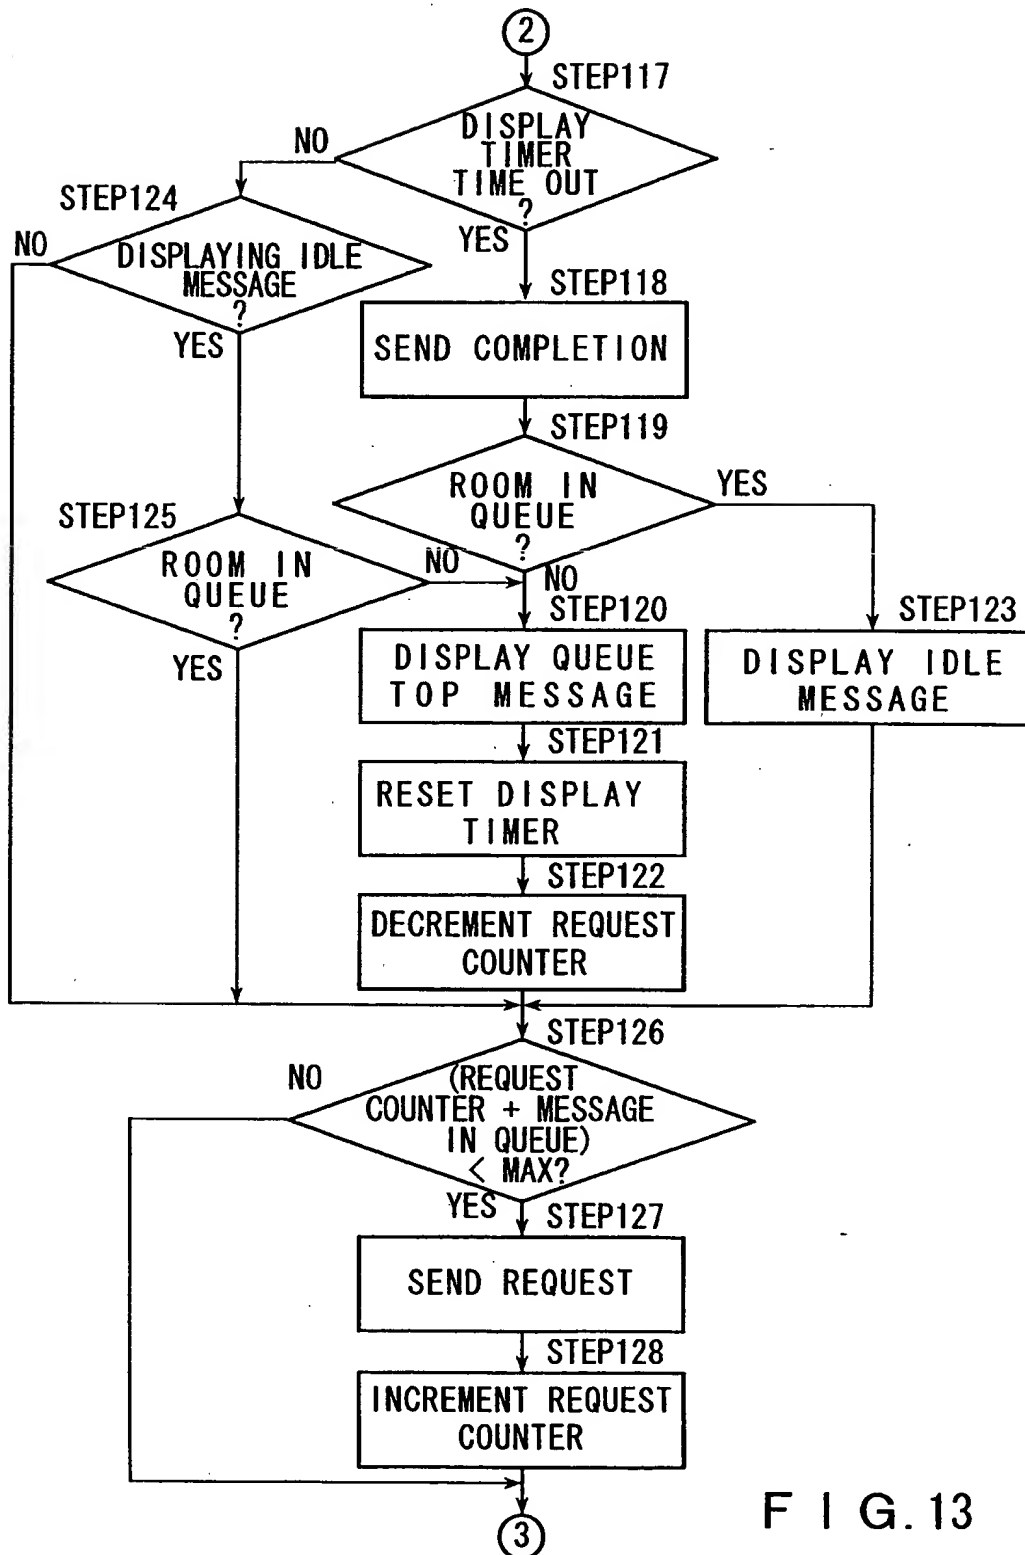 2
STEP117
DISPLAY
TIMER
TIME OUT
?
NO
YES
STEP124
NO
DISPLAYING IDLE
MESSAGE
?
YES
STEP118
SEND COMPLETION
STEP119
ROOM IN
QUEUE
?
YES
NO
STEP125
ROOM IN
QUEUE
?
NO
YES
STEP120
DISPLAY QUEUE
TOP MESSAGE
STEP123
DISPLAY IDLE
MESSAGE
STEP121
RESET DISPLAY
TIMER
STEP122
DECREMENT REQUEST
COUNTER
STEP126
NO
(REQUEST
COUNTER + MESSAGE
IN QUEUE)
< MAX?
YES
STEP127
SEND REQUEST
STEP128
INCREMENT REQUEST
COUNTER
3
FIG.13